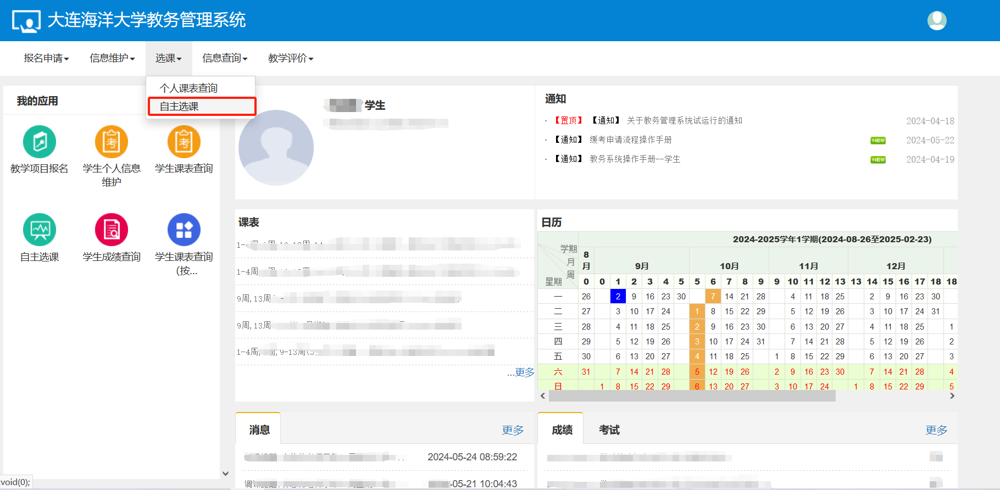 大连海洋大学教务管理系统
报名申请 信息维护 选课 信息查询 教学评价
个人课表查询
自主选课
我的应用
教学项目报名
学生个人信息维护
学生课表查询
自主选课
学生成绩查询
学生课表查询(按...
学生
通知
【置顶】 【通知】 关于教务管理系统试运行的通知 2024-04-18
【通知】 缓考申请流程操作手册 NEW 2024-05-22
【通知】 教务系统操作手册--学生 NEW 2024-04-19
课表
1-4周
9周,13周
9周,13周
1-4周 9-13周
...更多
日历
2024-2025学年1学期(2024-08-26至2025-02-23)
学期
月
周
星期
8月 9月 10月 11月 12月
0 0 1 2 3 4 5 5 6 7 8 9 9 10 11 12 13 13 14 15 16 17 18 18
一 26 2 9 16 23 30 7 14 21 28 4 11 18 25 2 9 16 23 30
二 27 3 10 17 24 1 8 15 22 29 5 12 19 26 3 10 17 24 31
三 28 4 11 18 25 2 9 16 23 30 6 13 20 27 4 11 18 25 1
四 29 5 12 19 26 3 10 17 24 31 7 14 21 28 5 12 19 26 2
五 30 6 13 20 27 4 11 18 25 1 8 15 22 29 6 13 20 27 3
六 31 7 14 21 28 5 12 19 26 2 9 16 23 30 7 14 21 28 4
日 1 8 15 22 29 6 13 20 27 3 10 17 24 1 8 15 22 29 5
消息 更多
2024-05-24 08:59:22
-05-21 10:04:43
成绩 考试 更多
void(0);